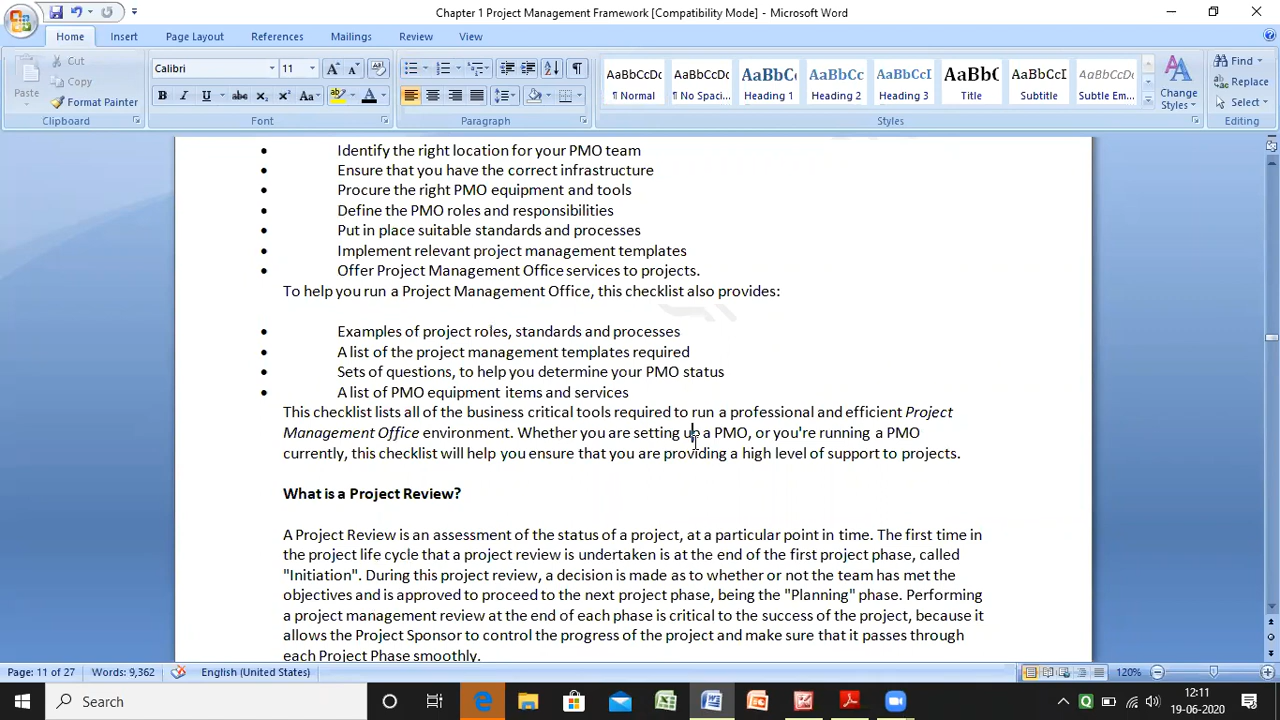 Chapter 1 Project Management Framework [Compatibility Mode] - Microsoft Word
Home Insert Page Layout References Mailings Review View
Paste
Cut
Copy
Format Painter
Clipboard
Calibri 11
B I U abc x₂ x² Aa A
Font
Paragraph
AaBbCcDc AaBbCcDc AaBbC AaBbCc AaBbCcI AaBbC AaBbCcI AaBbCcDc
¶ Normal ¶ No Spaci... Heading 1 Heading 2 Heading 3 Title Subtitle Subtle Em...
Change Styles
Styles
Find
Replace
Select
Editing
• Identify the right location for your PMO team
• Ensure that you have the correct infrastructure
• Procure the right PMO equipment and tools
• Define the PMO roles and responsibilities
• Put in place suitable standards and processes
• Implement relevant project management templates
• Offer Project Management Office services to projects.
To help you run a Project Management Office, this checklist also provides:
• Examples of project roles, standards and processes
• A list of the project management templates required
• Sets of questions, to help you determine your PMO status
• A list of PMO equipment items and services
This checklist lists all of the business critical tools required to run a professional and efficient Project
Management Office environment. Whether you are setting up a PMO, or you're running a PMO
currently, this checklist will help you ensure that you are providing a high level of support to projects.
What is a Project Review?
A Project Review is an assessment of the status of a project, at a particular point in time. The first time in
the project life cycle that a project review is undertaken is at the end of the first project phase, called
"Initiation". During this project review, a decision is made as to whether or not the team has met the
objectives and is approved to proceed to the next project phase, being the "Planning" phase. Performing
a project management review at the end of each phase is critical to the success of the project, because it
allows the Project Sponsor to control the progress of the project and make sure that it passes through
each Project Phase smoothly.
Page: 11 of 27 Words: 9,362 English (United States) 120%
Search
12:11
19-06-2020